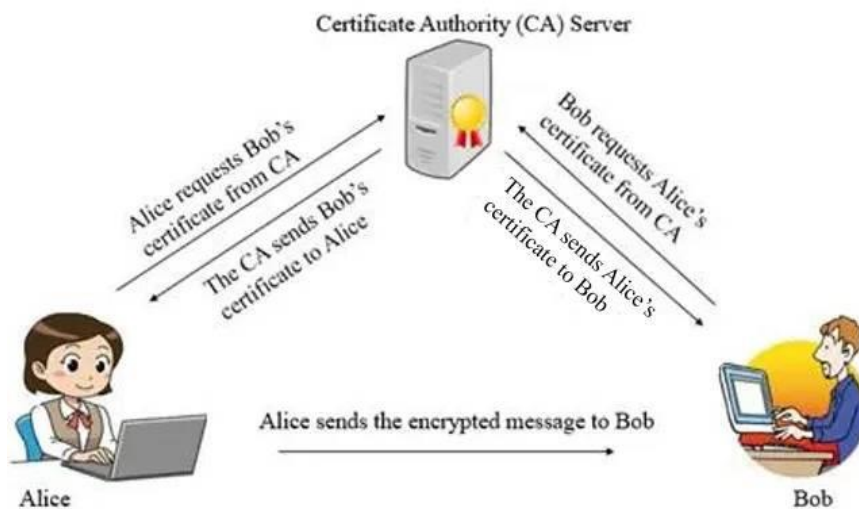 Certificate Authority (CA) Server
Alice requests Bob's
certificate from CA
The CA sends Bob's
certificate to Alice
Bob requests Alice's
certificate from CA
The CA sends Alice's
certificate to Bob
Alice sends the encrypted message to Bob
Alice
Bob